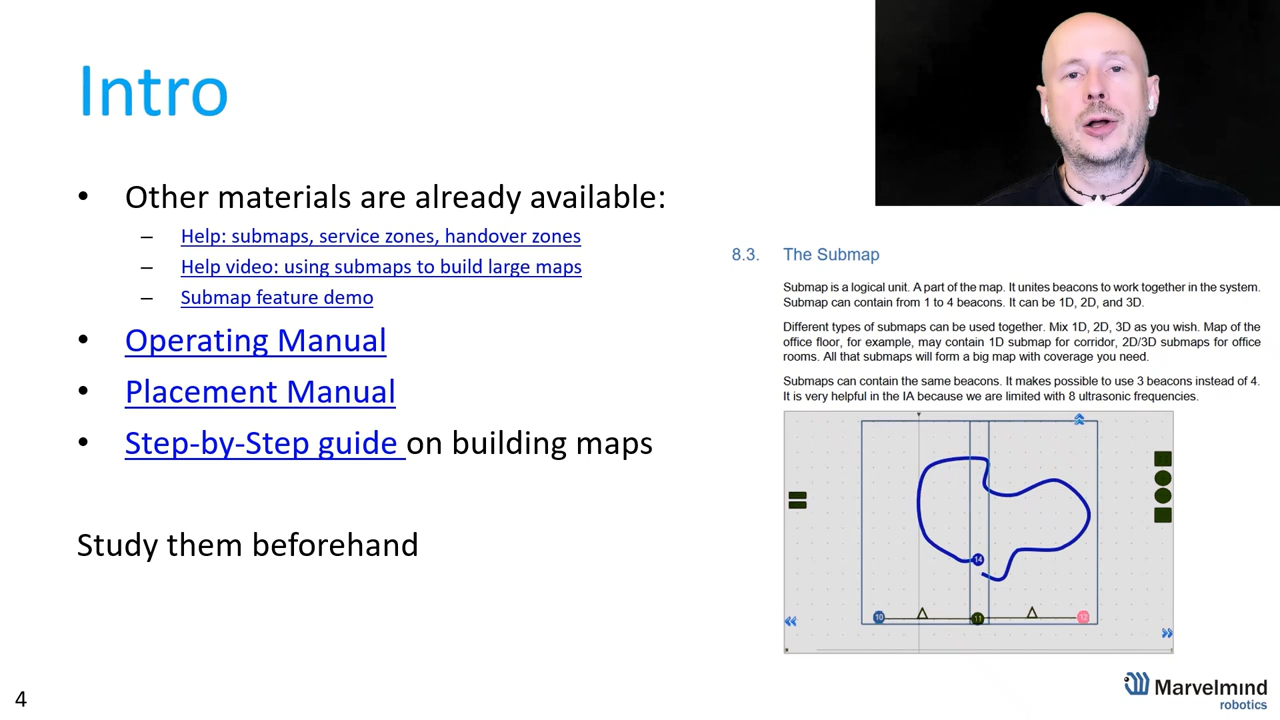 Intro
• Other materials are already available:
– Help: submaps, service zones, handover zones
– Help video: using submaps to build large maps
– Submap feature demo
• Operating Manual
• Placement Manual
• Step-by-Step guide on building maps
Study them beforehand
8.3. The Submap
Submap is a logical unit. A part of the map. It unites beacons to work together in the system.
Submap can contain from 1 to 4 beacons. It can be 1D, 2D, and 3D.
Different types of submaps can be used together. Mix 1D, 2D, 3D as you wish. Map of the
office floor, for example, may contain 1D submap for corridor, 2D/3D submaps for office
rooms. All that submaps will form a big map with coverage you need.
Submaps can contain the same beacons. It makes possible to use 3 beacons instead of 4.
It is very helpful in the IA because we are limited with 8 ultrasonic frequencies.
14
10
11
12
4
Marvelmind
robotics